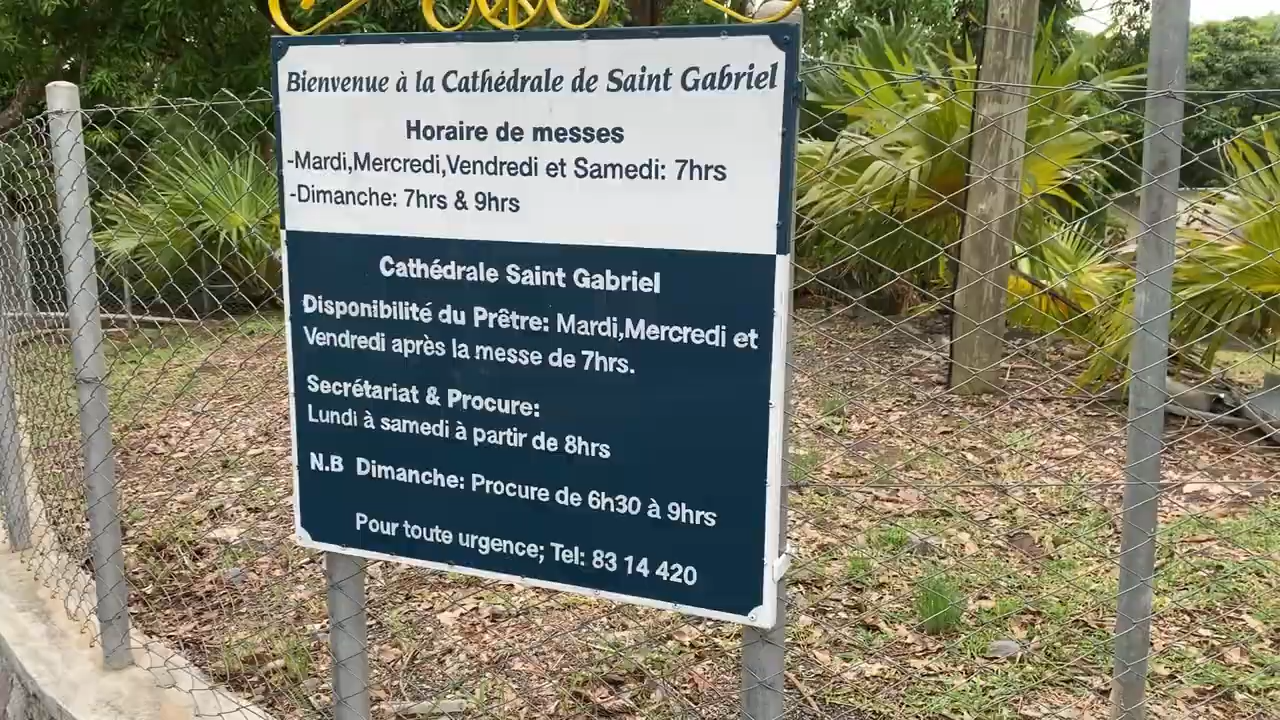 Bienvenue à la Cathédrale de Saint Gabriel
Horaire de messes
-Mardi,Mercredi,Vendredi et Samedi: 7hrs
-Dimanche: 7hrs & 9hrs
Cathédrale Saint Gabriel
Disponibilité du Prêtre: Mardi,Mercredi et
Vendredi après la messe de 7hrs.
Secrétariat & Procure:
Lundi à samedi à partir de 8hrs
N.B Dimanche: Procure de 6h30 à 9hrs
Pour toute urgence; Tel: 83 14 420